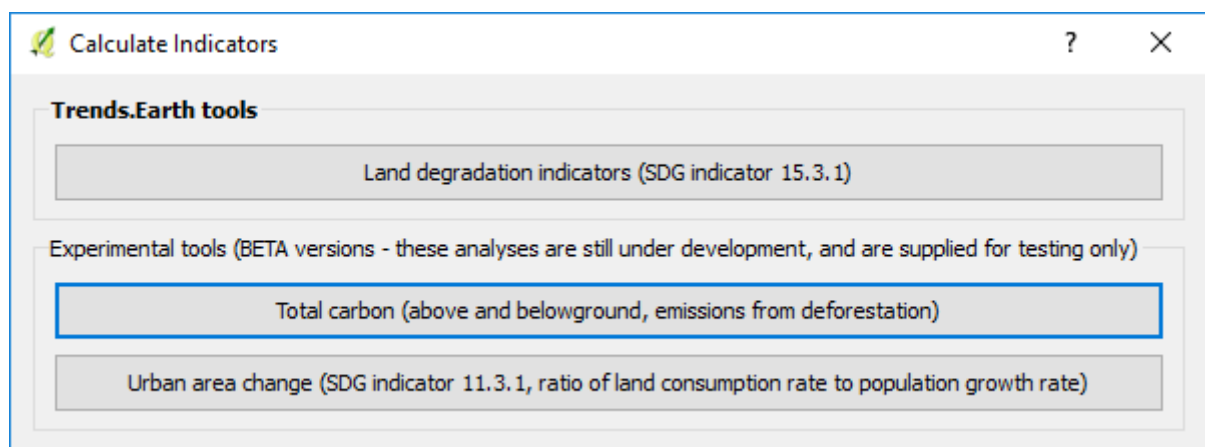 Calculate Indicators
?
Trends.Earth tools
Land degradation indicators (SDG indicator 15.3.1)
Experimental tools (BETA versions - these analyses are still under development, and are supplied for testing only)
Total carbon (above and belowground, emissions from deforestation)
Urban area change (SDG indicator 11.3.1, ratio of land consumption rate to population growth rate)